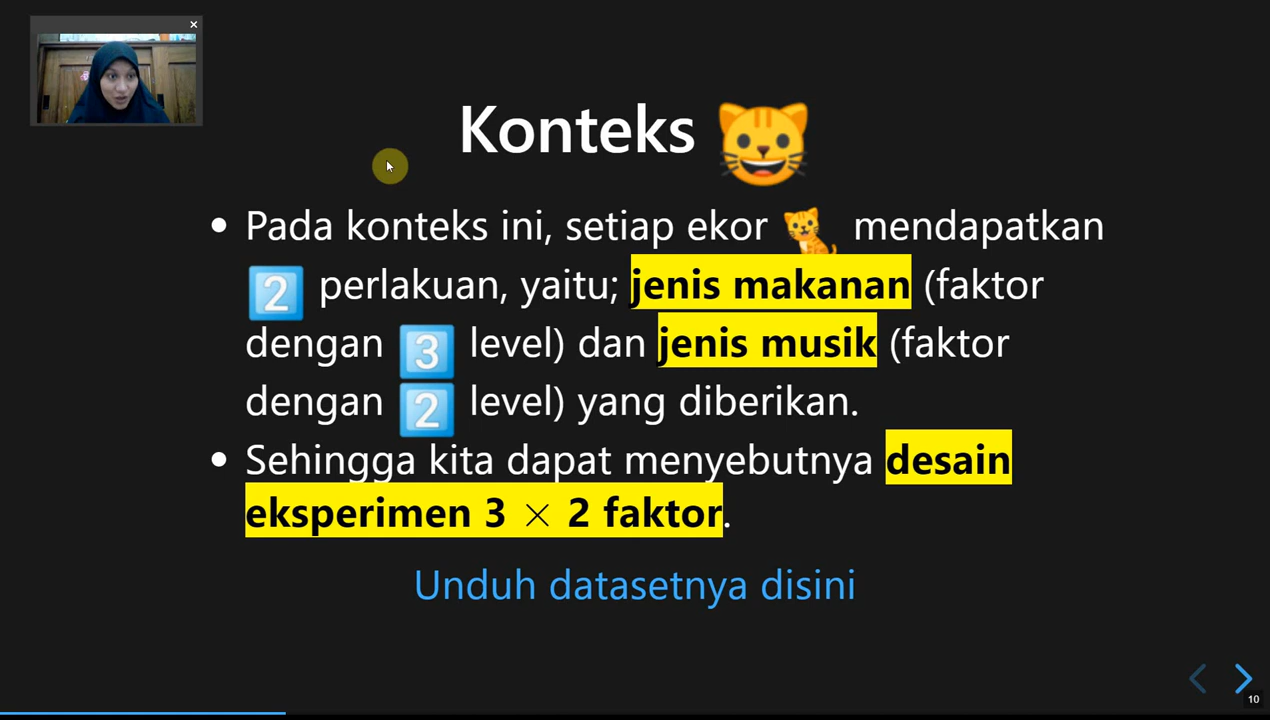 Konteks
Pada konteks ini, setiap ekor mendapatkan
2 perlakuan, yaitu; jenis makanan (faktor
dengan 3 level) dan jenis musik (faktor
dengan 2 level) yang diberikan.
Sehingga kita dapat menyebutnya desain
eksperimen 3 × 2 faktor.
Unduh datasetnya disini
10